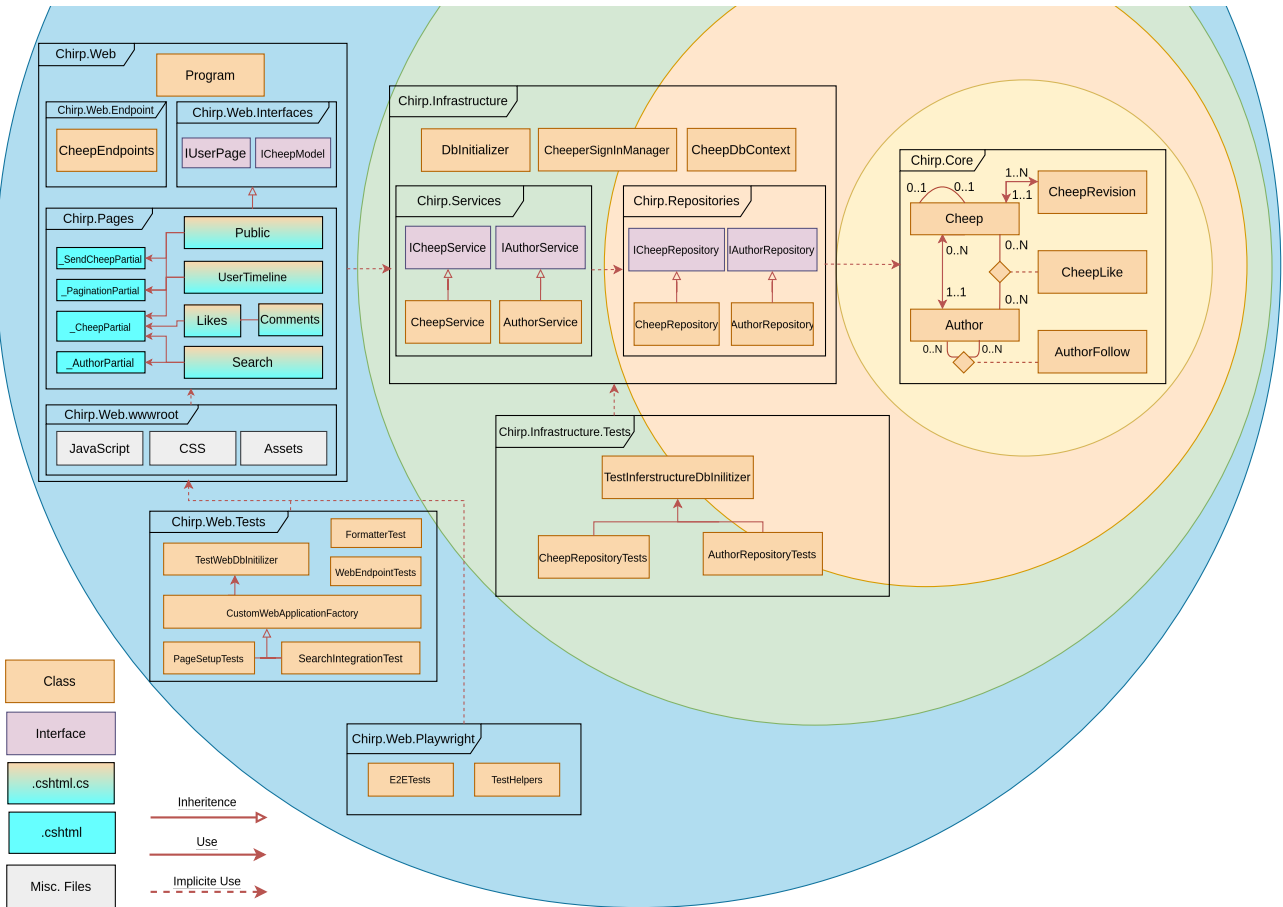 Chirp.Web
Program
Chirp.Web.Endpoint
CheepEndpoints
Chirp.Web.Interfaces
IUserPage
ICheepModel
Chirp.Pages
Public
_SendCheepPartial
UserTimeline
_PaginationPartial
_CheepPartial
Likes
Comments
_AuthorPartial
Search
Chirp.Web.wwwroot
JavaScript
CSS
Assets
Chirp.Infrastructure
DbInitializer
CheeperSignInManager
CheepDbContext
Chirp.Services
ICheepService
IAuthorService
CheepService
AuthorService
Chirp.Repositories
ICheepRepository
IAuthorRepository
CheepRepository
AuthorRepository
Chirp.Core
0..1
0..1
1..N
1..1
CheepRevision
Cheep
0..N
0..N
CheepLike
1..1
0..N
Author
0..N
0..N
AuthorFollow
Chirp.Infrastructure.Tests
TestInferstructureDbInilitizer
CheepRepositoryTests
AuthorRepositoryTests
Chirp.Web.Tests
FormatterTest
TestWebDbInitilizer
WebEndpointTests
CustomWebApplicationFactory
PageSetupTests
SearchIntegrationTest
Chirp.Web.Playwright
E2ETests
TestHelpers
Class
Interface
.cshtml.cs
.cshtml
Misc. Files
Inheritence
Use
Implicite Use